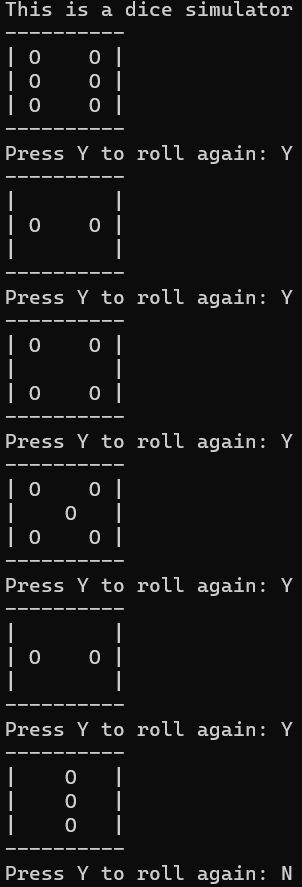 This is a dice simulator
----------
| O    O |
| O    O |
| O    O |
----------
Press Y to roll again: Y
----------
|        |
| O    O |
|        |
----------
Press Y to roll again: Y
----------
| O    O |
|        |
| O    O |
----------
Press Y to roll again: Y
----------
| O    O |
|    O   |
| O    O |
----------
Press Y to roll again: Y
----------
|        |
| O    O |
|        |
----------
Press Y to roll again: Y
----------
|    O   |
|    O   |
|    O   |
----------
Press Y to roll again: N